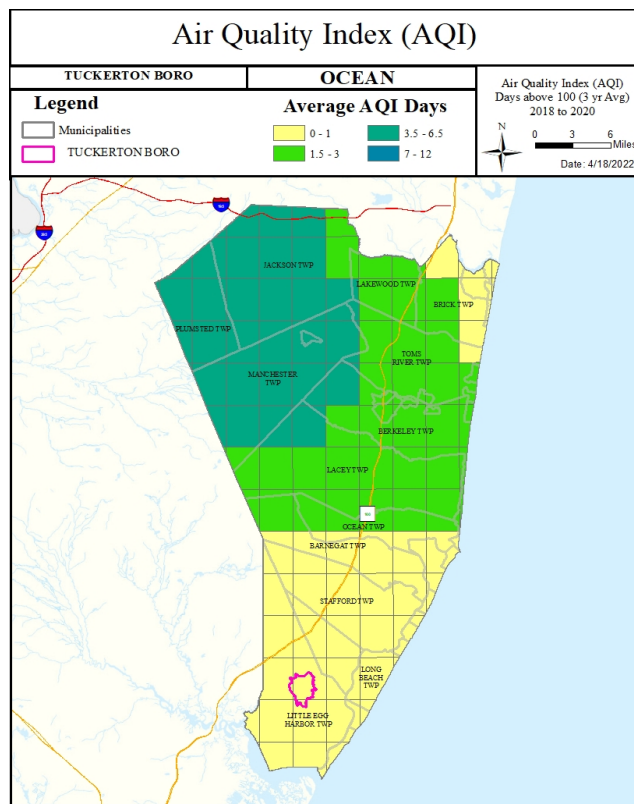 Air Quality Index (AQI)
TUCKERTON BORO
OCEAN
Legend
Municipalities
TUCKERTON BORO
Average AQI Days
0 - 1
3.5 - 6.5
1.5 - 3
7 - 12
Air Quality Index (AQI)
Days above 100 (3 yr Avg)
2018 to 2020
N
0 3 6
Miles
Date: 4/18/2022
JACKSON TWP
LAKEWOOD TWP
BRICK TWP
PLUMSTED TWP
TOMS
RIVER TWP
MANCHESTER
TWP
BERKELEY TWP
LACEY TWP
OCEAN TWP
BARNEGAT TWP
STAFFORD TWP
LONG
BEACH
TWP
LITTLE EGG
HARBOR TWP